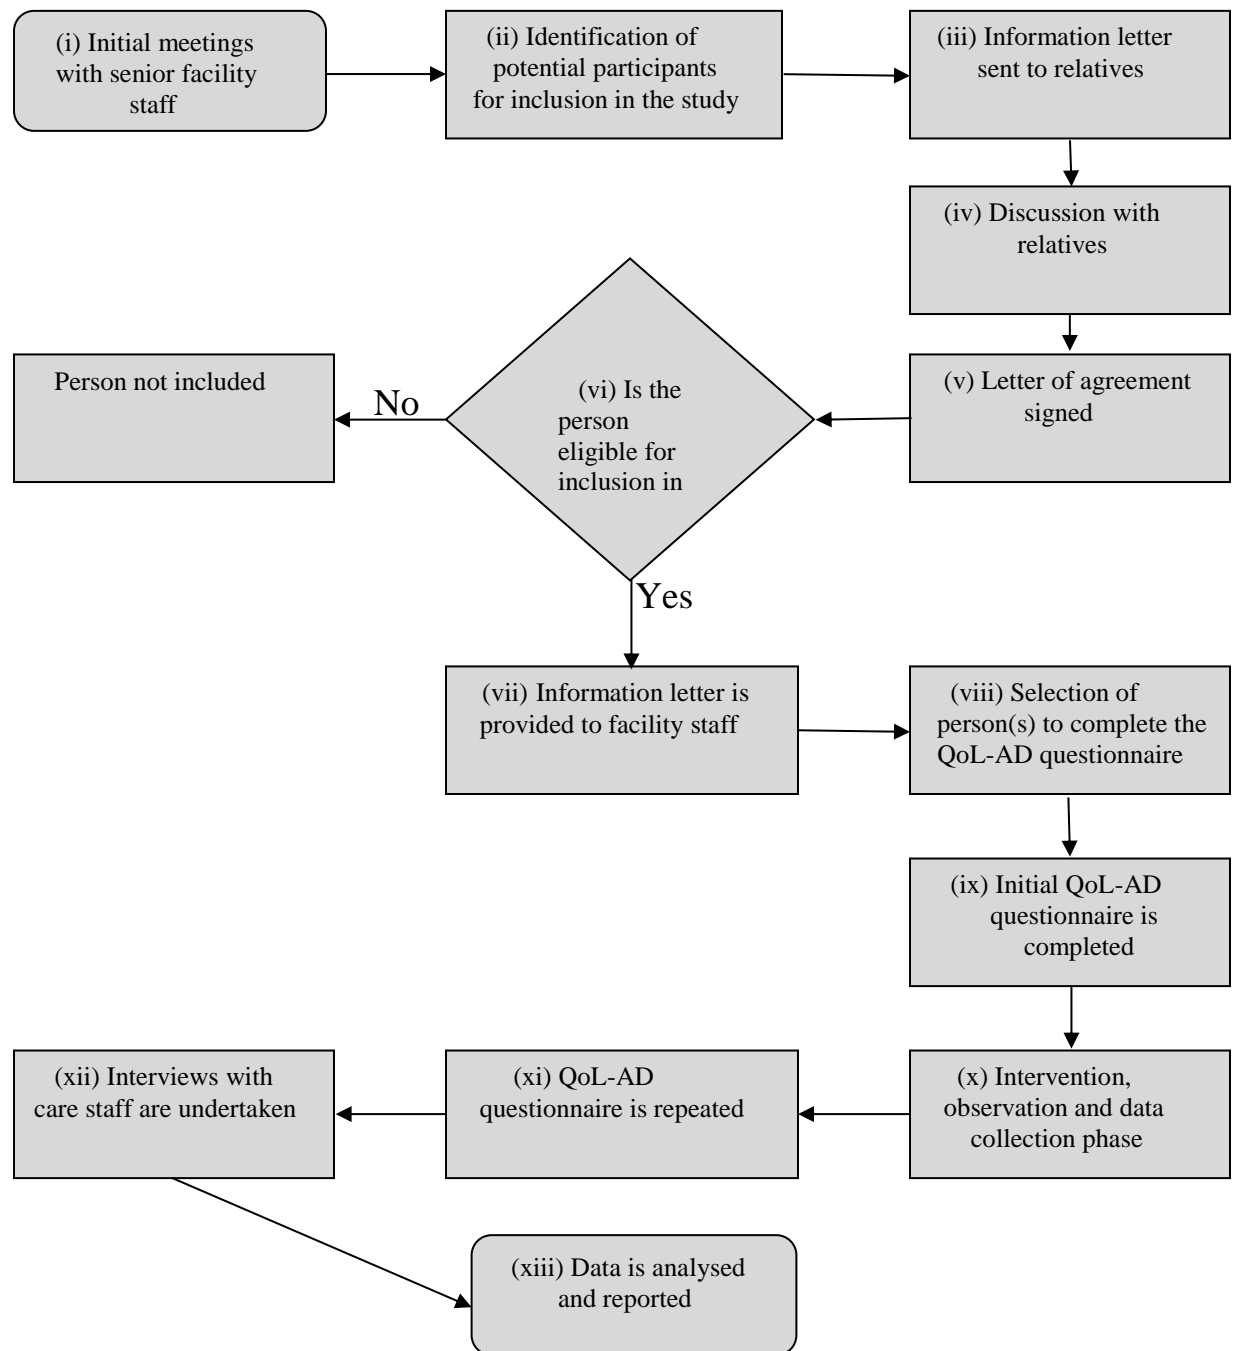 (i) Initial meetings
with senior facility
staff
(ii) Identification of
potential participants
for inclusion in the study
(iii) Information letter
sent to relatives
(iv) Discussion with
relatives
(v) Letter of agreement
signed
(vi) Is the
person
eligible for
inclusion in
No
Person not included
Yes
(vii) Information letter is
provided to facility staff
(viii) Selection of
person(s) to complete the
QoL-AD questionnaire
(ix) Initial QoL-AD
questionnaire is
completed
(x) Intervention,
observation and data
collection phase
(xi) QoL-AD
questionnaire is repeated
(xii) Interviews with
care staff are undertaken
(xiii) Data is analysed
and reported